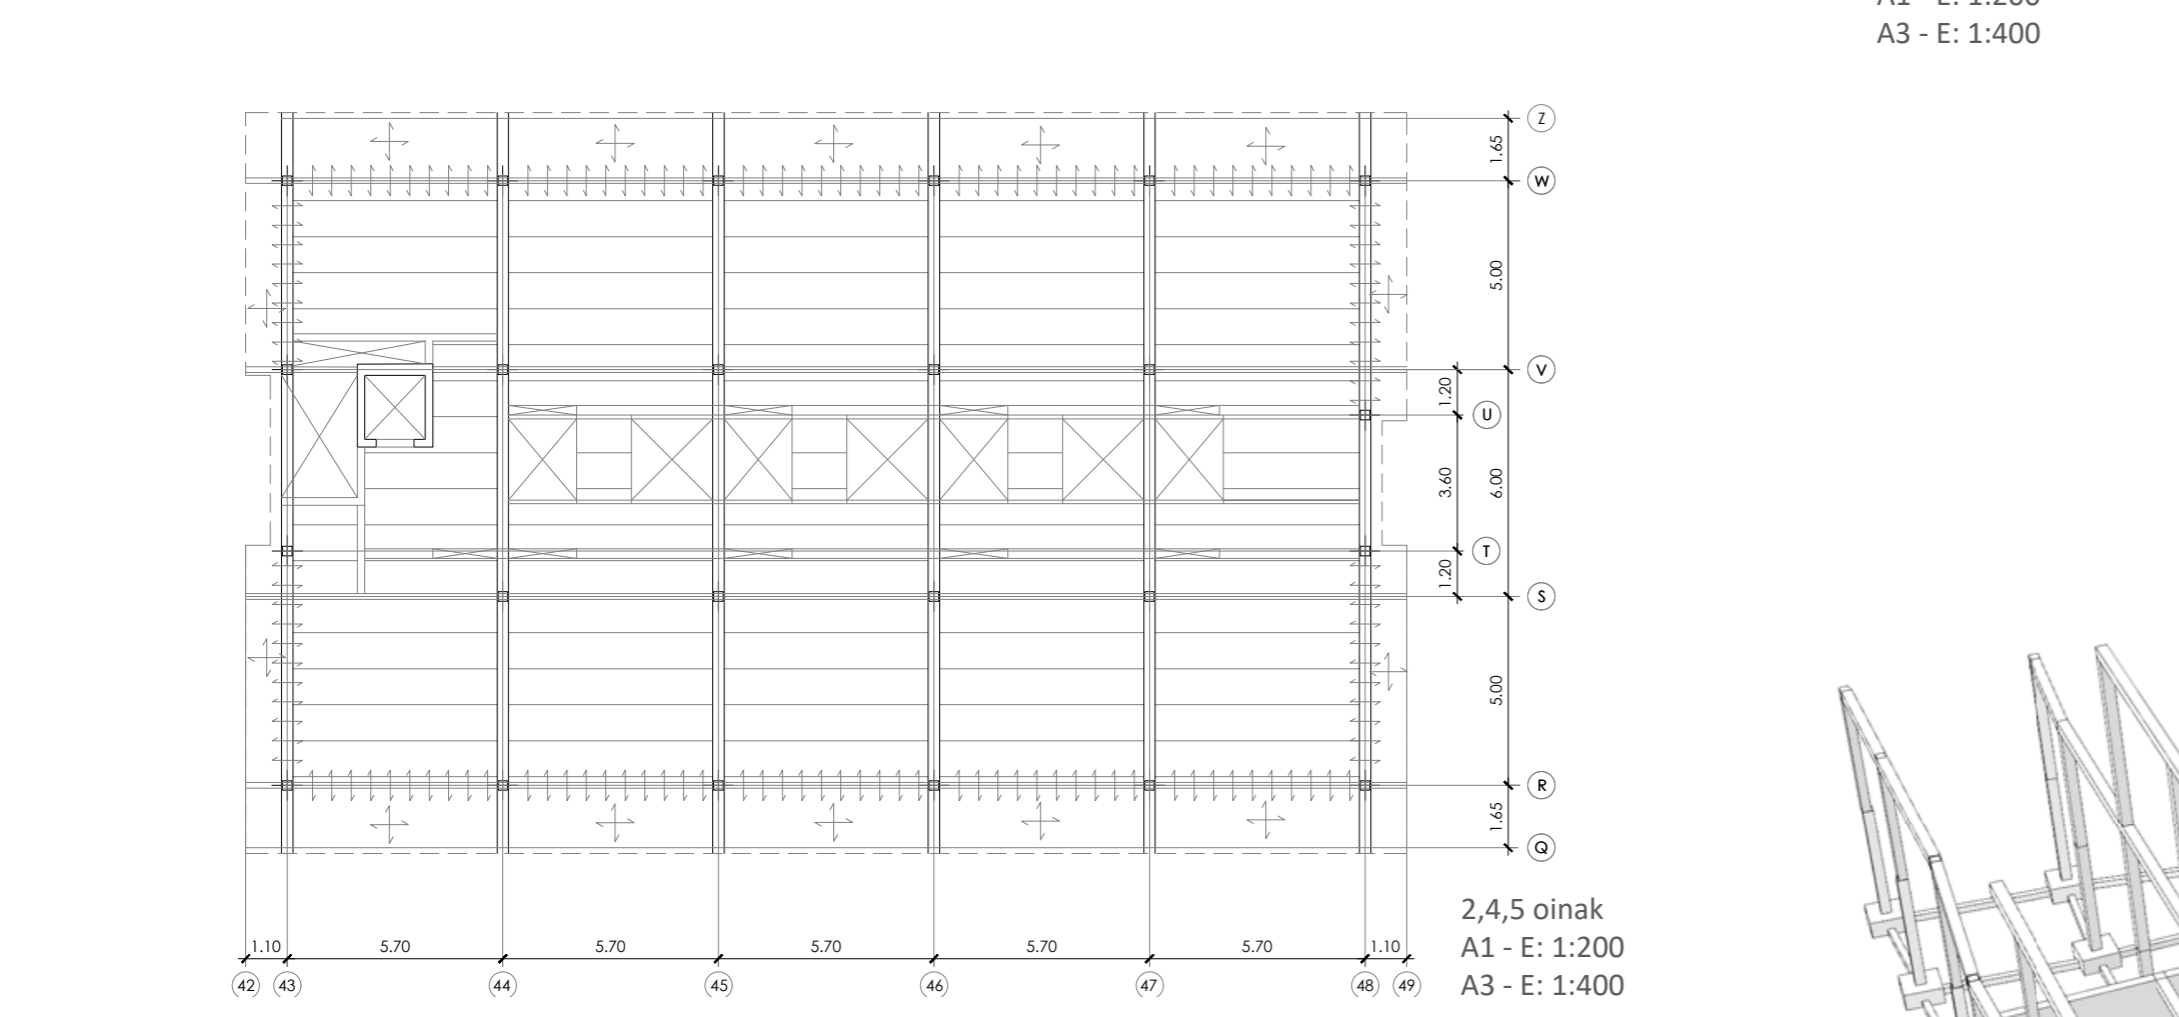 A3 - E: 1:400
Z
1.65
W
5.00
V
1.20
U
3.60
6.00
T
1.20
S
5.00
R
1.65
Q
2,4,5 oinak
A1 - E: 1:200
A3 - E: 1:400
1.10 5.70 5.70 5.70 5.70 5.70 1.10
42 43 44 45 46 47 48 49